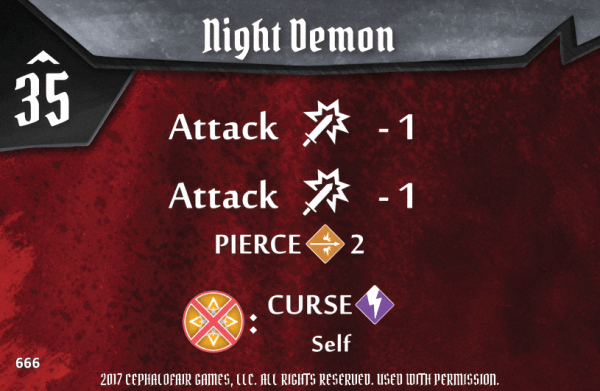 Night Demon
35
Attack - 1
Attack - 1
PIERCE 2
: CURSE
Self
666
2017 CEPHALOFAIR GAMES, LLC. ALL RIGHTS RESERVED. USED WITH PERMISSION.